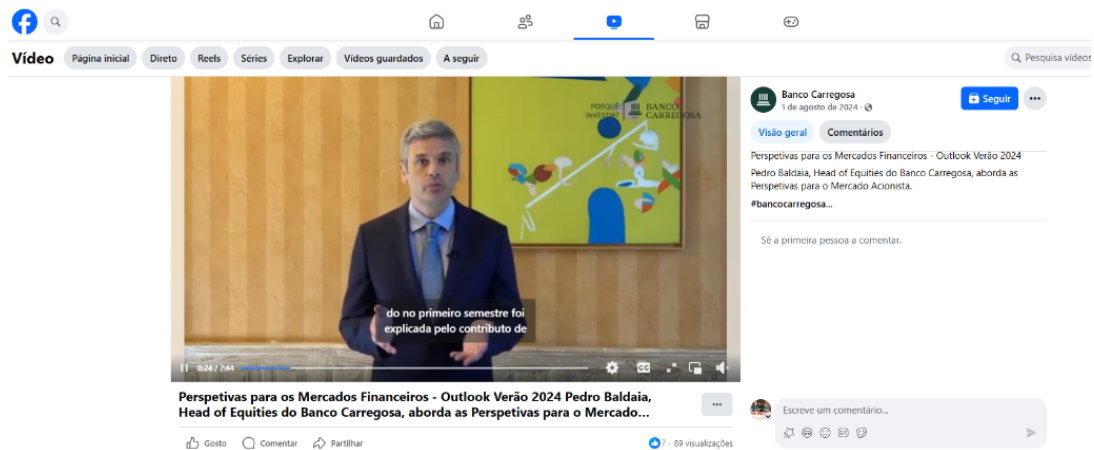 Vídeo
Página inicial
Direto
Reels
Séries
Explorar
Vídeos guardados
A seguir
Pesquisa vídeos
PORQUÊ
INVESTIR?
BANCO
CARREGOSA
do no primeiro semestre foi
explicada pelo contributo de
0:24 / 2:44
Perspetivas para os Mercados Financeiros - Outlook Verão 2024 Pedro Baldaia,
Head of Equities do Banco Carregosa, aborda as Perspetivas para o Mercado...
Gosto
Comentar
Partilhar
7 · 89 visualizações
Banco Carregosa
1 de agosto de 2024 ·
Seguir
Visão geral
Comentários
Perspetivas para os Mercados Financeiros - Outlook Verão 2024
Pedro Baldaia, Head of Equities do Banco Carregosa, aborda as
Perspetivas para o Mercado Acionista.
#bancocarregosa...
Sê a primeira pessoa a comentar.
Escreve um comentário...